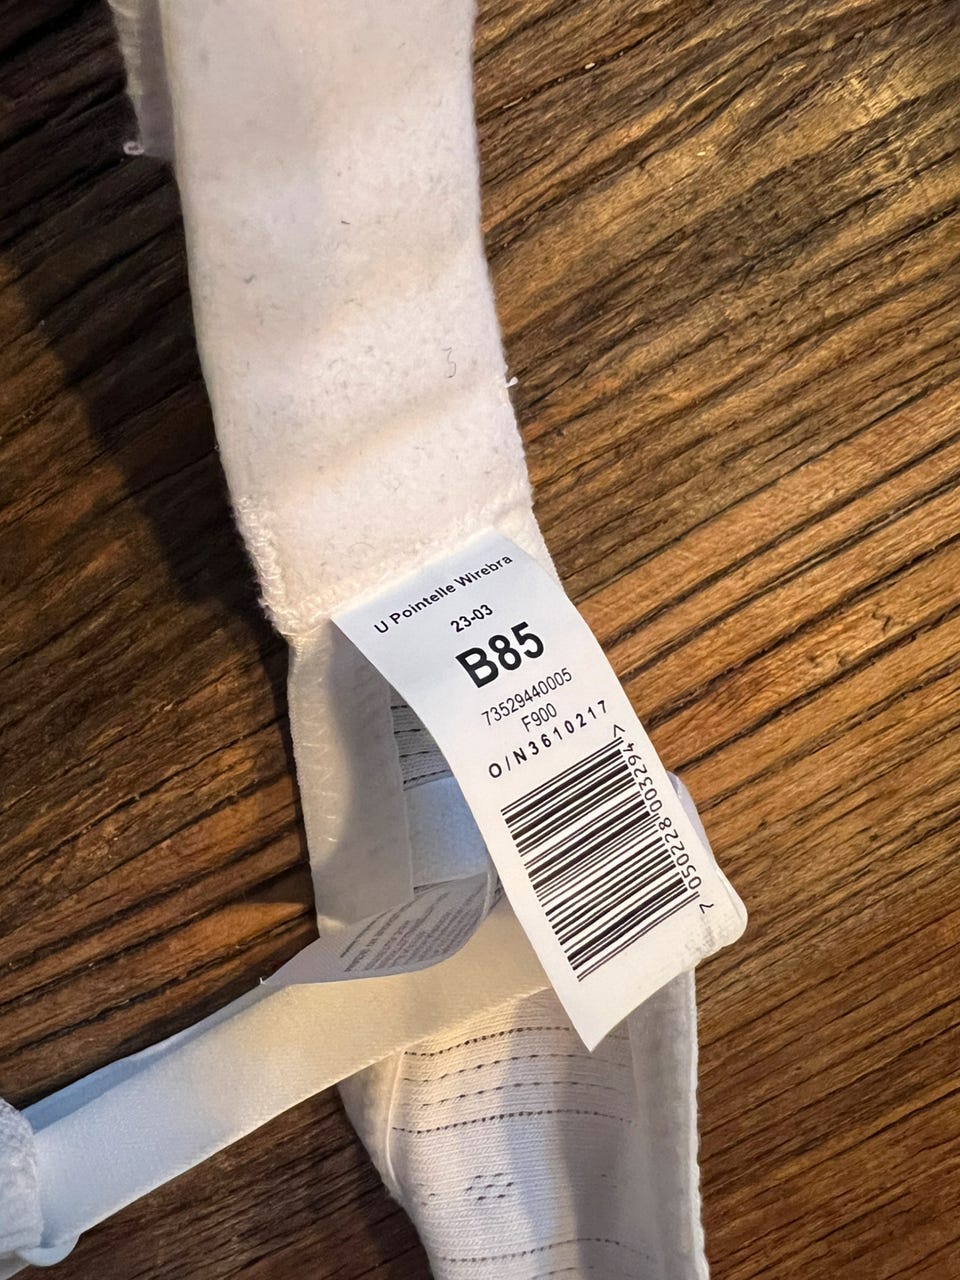 U Pointelle Wirebra
23-03
B85
73529440005
F900
O/N3610217
7 050228 003294 >